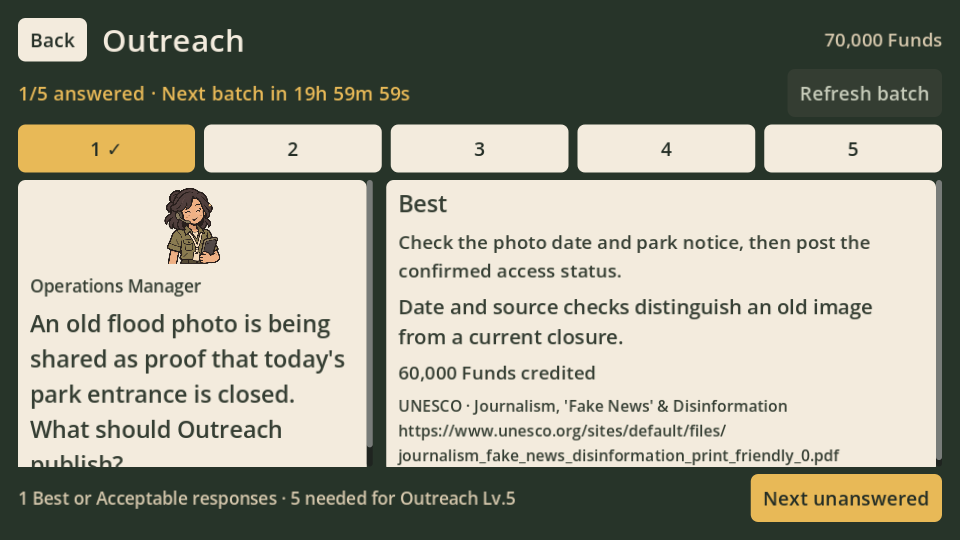 Back
Outreach
70,000 Funds
1/5 answered · Next batch in 19h 59m 59s
Refresh batch
1 ✓
2
3
4
5
Operations Manager
An old flood photo is being
shared as proof that today's
park entrance is closed.
What should Outreach
publish?
Best
Check the photo date and park notice, then post the
confirmed access status.
Date and source checks distinguish an old image
from a current closure.
60,000 Funds credited
UNESCO · Journalism, 'Fake News' & Disinformation
https://www.unesco.org/sites/default/files/
journalism_fake_news_disinformation_print_friendly_0.pdf
1 Best or Acceptable responses · 5 needed for Outreach Lv.5
Next unanswered